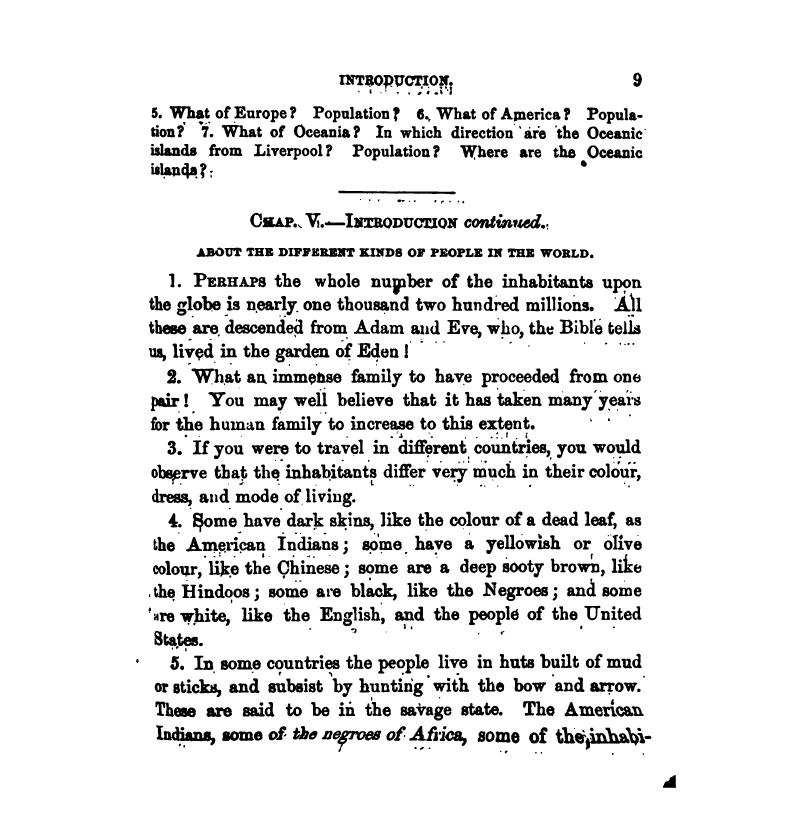 INTRODUCTION. 9
5. What of Europe? Population? 6. What of America? Popula-
tion? 7. What of Oceania? In which direction are the Oceanic
islands from Liverpool? Population? Where are the Oceanic
islands?
CHAP. V.—INTRODUCTION continued.
ABOUT THE DIFFERENT KINDS OF PEOPLE IN THE WORLD.
1. PERHAPS the whole number of the inhabitants upon
the globe is nearly one thousand two hundred millions. All
these are descended from Adam and Eve, who, the Bible tells
us, lived in the garden of Eden!
2. What an immense family to have proceeded from one
pair! You may well believe that it has taken many years
for the human family to increase to this extent.
3. If you were to travel in different countries, you would
observe that the inhabitants differ very much in their colour,
dress, and mode of living.
4. Some have dark skins, like the colour of a dead leaf, as
the American Indians; some have a yellowish or olive
colour, like the Chinese; some are a deep sooty brown, like
the Hindoos; some are black, like the Negroes; and some
are white, like the English, and the people of the United
States.
5. In some countries the people live in huts built of mud
or sticks, and subsist by hunting with the bow and arrow.
These are said to be in the savage state. The American
Indians, some of the negroes of Africa, some of the inhabi-